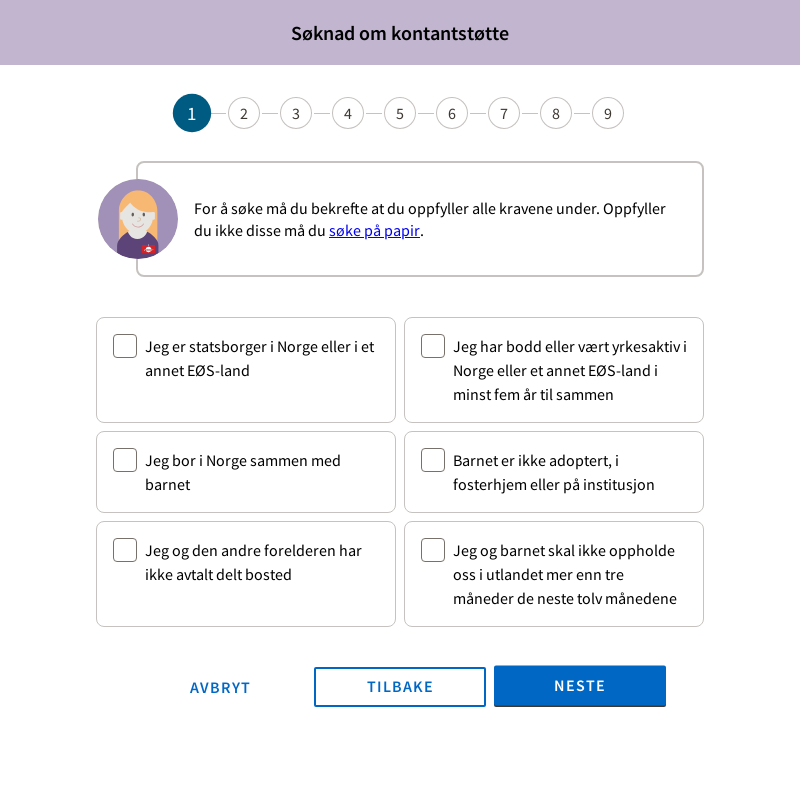 Søknad om kontantstøtte
1 2 3 4 5 6 7 8 9
For å søke må du bekrefte at du oppfyller alle kravene under. Oppfyller
du ikke disse må du søke på papir.
Jeg er statsborger i Norge eller i et
annet EØS-land
Jeg har bodd eller vært yrkesaktiv i
Norge eller et annet EØS-land i
minst fem år til sammen
Jeg bor i Norge sammen med
barnet
Barnet er ikke adoptert, i
fosterhjem eller på institusjon
Jeg og den andre forelderen har
ikke avtalt delt bosted
Jeg og barnet skal ikke oppholde
oss i utlandet mer enn tre
måneder de neste tolv månedene
AVBRYT TILBAKE NESTE